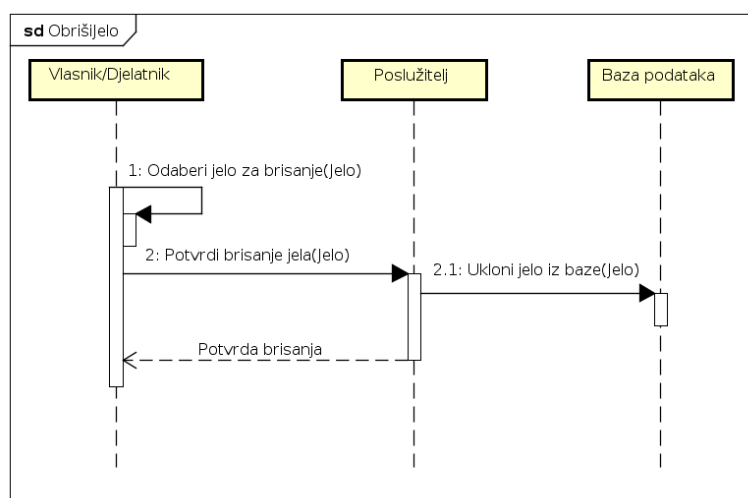 sd ObrišiJelo
Vlasnik/Djelatnik
Poslužitelj
Baza podataka
1: Odaberi jelo za brisanje(Jelo)
2: Potvrdi brisanje jela(Jelo)
2.1: Ukloni jelo iz baze(Jelo)
Potvrda brisanja